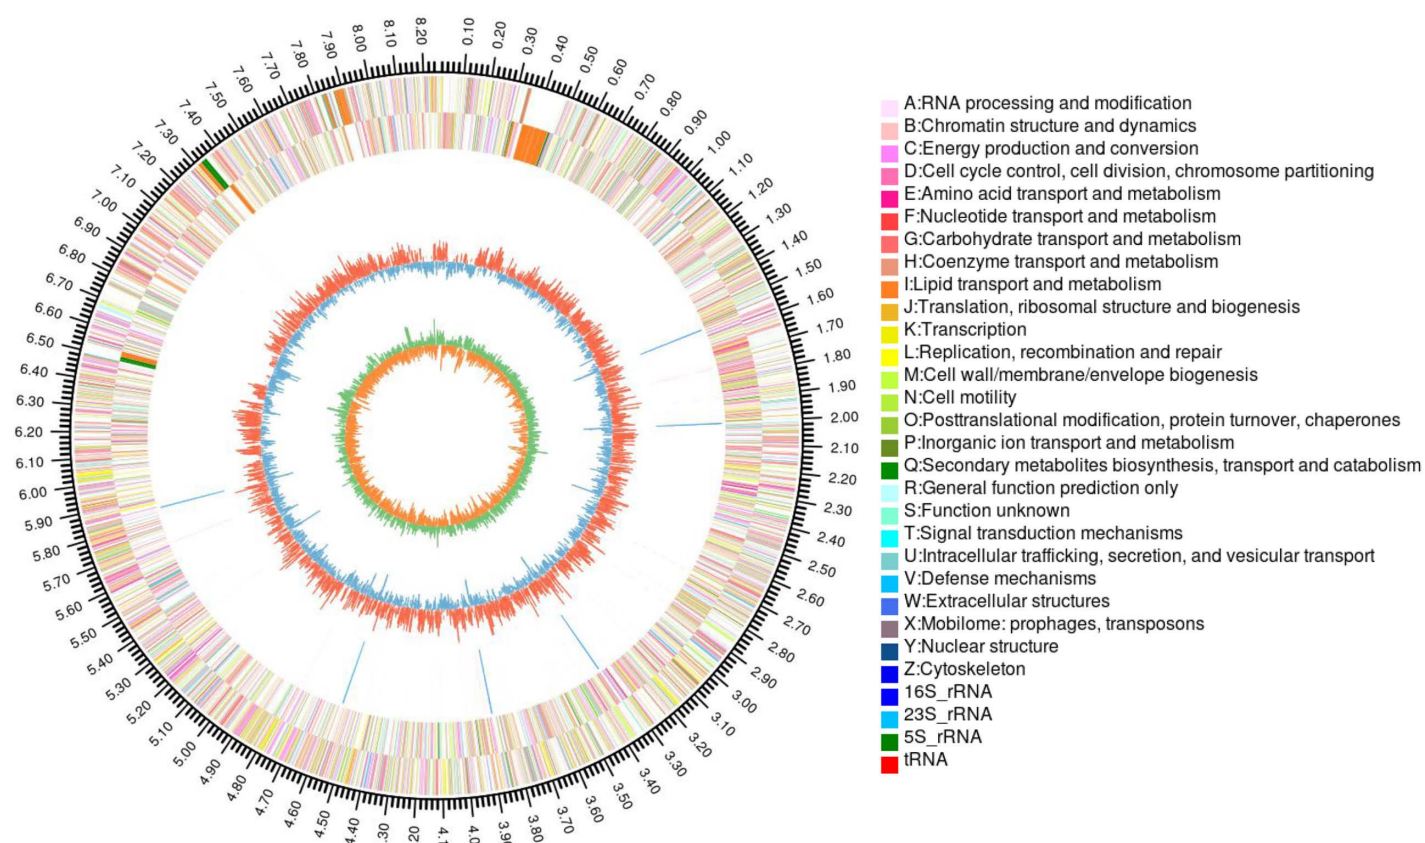 0.10
0.20
0.30
0.40
0.50
0.60
0.70
0.80
0.90
1.00
1.10
1.20
1.30
1.40
1.50
1.60
1.70
1.80
1.90
2.00
2.10
2.20
2.30
2.40
2.50
2.60
2.70
2.80
2.90
3.00
3.10
3.20
3.30
3.40
3.50
3.60
3.70
3.80
4.40
4.50
4.60
4.70
4.80
4.90
5.00
5.10
5.20
5.30
5.40
5.50
5.60
5.70
5.80
5.90
6.00
6.10
6.20
6.30
6.40
6.50
6.60
6.70
6.80
6.90
7.00
7.10
7.20
7.30
7.40
7.50
7.60
7.70
7.80
7.90
8.00
8.10
8.20
A:RNA processing and modification
B:Chromatin structure and dynamics
C:Energy production and conversion
D:Cell cycle control, cell division, chromosome partitioning
E:Amino acid transport and metabolism
F:Nucleotide transport and metabolism
G:Carbohydrate transport and metabolism
H:Coenzyme transport and metabolism
I:Lipid transport and metabolism
J:Translation, ribosomal structure and biogenesis
K:Transcription
L:Replication, recombination and repair
M:Cell wall/membrane/envelope biogenesis
N:Cell motility
O:Posttranslational modification, protein turnover, chaperones
P:Inorganic ion transport and metabolism
Q:Secondary metabolites biosynthesis, transport and catabolism
R:General function prediction only
S:Function unknown
T:Signal transduction mechanisms
U:Intracellular trafficking, secretion, and vesicular transport
V:Defense mechanisms
W:Extracellular structures
X:Mobilome: prophages, transposons
Y:Nuclear structure
Z:Cytoskeleton
16S_rRNA
23S_rRNA
5S_rRNA
tRNA